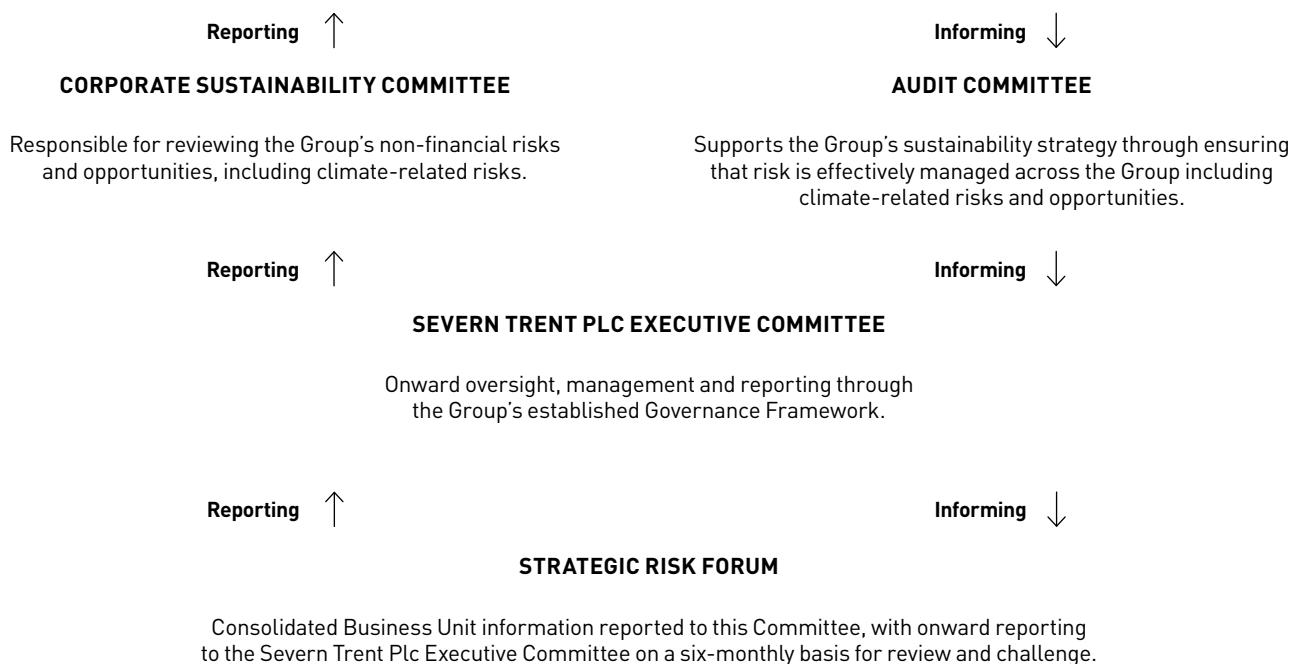 Reporting
Informing
CORPORATE SUSTAINABILITY COMMITTEE
Responsible for reviewing the Group's non-financial risks
and opportunities, including climate-related risks.
AUDIT COMMITTEE
Supports the Group's sustainability strategy through ensuring
that risk is effectively managed across the Group including
climate-related risks and opportunities.
Reporting
Informing
SEVERN TRENT PLC EXECUTIVE COMMITTEE
Onward oversight, management and reporting through
the Group's established Governance Framework.
Reporting
Informing
STRATEGIC RISK FORUM
Consolidated Business Unit information reported to this Committee, with onward reporting
to the Severn Trent Plc Executive Committee on a six-monthly basis for review and challenge.